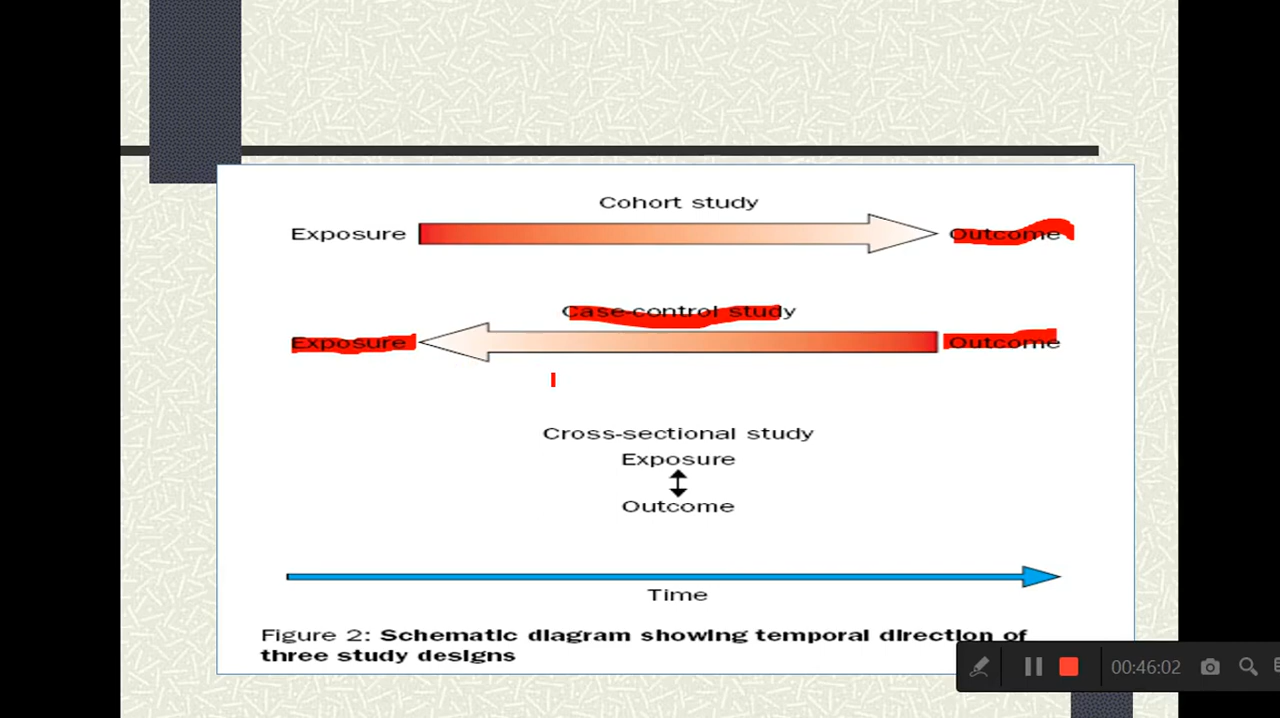 Cohort study
Exposure Outcome
Case-control study
Exposure Outcome
Cross-sectional study
Exposure
Outcome
Time
Figure 2: Schematic diagram showing temporal direction of
three study designs
00:46:02